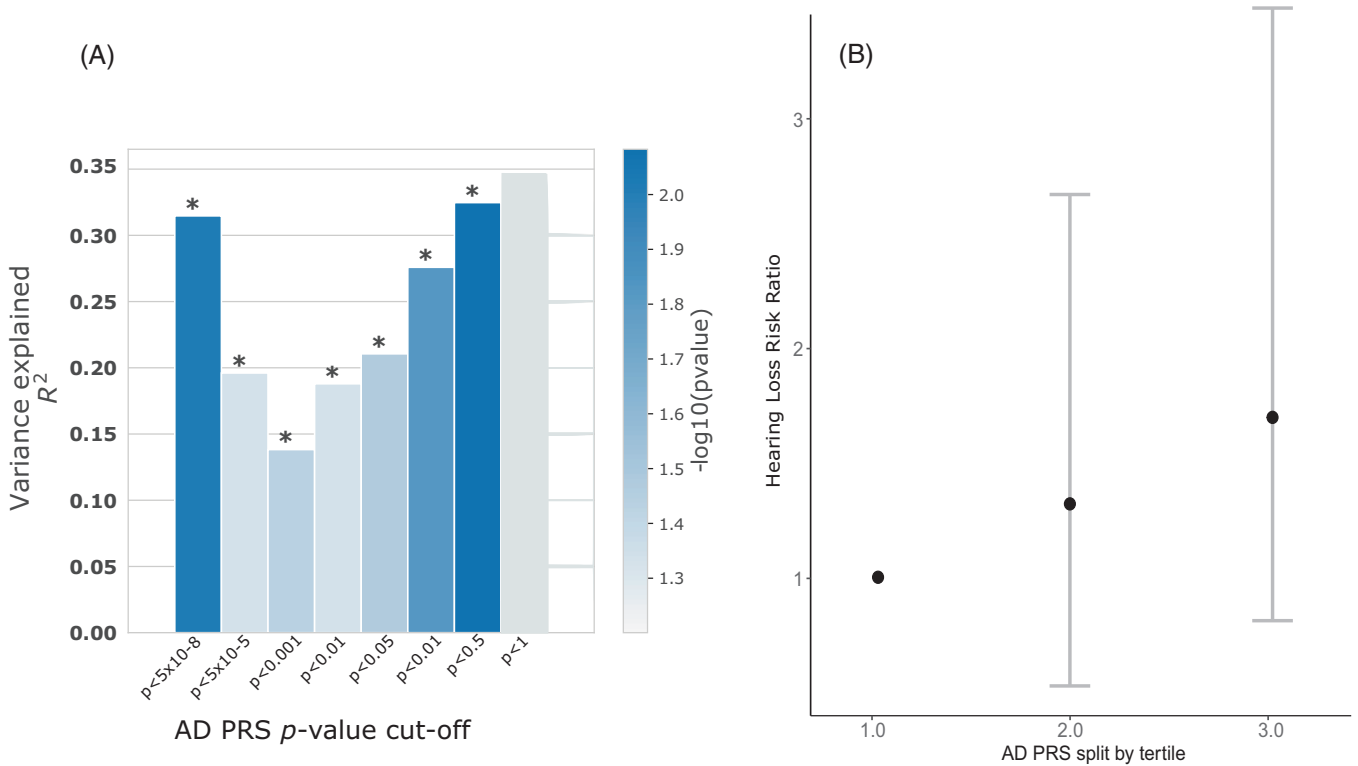 (A)
0.35
0.30
0.25
0.20
0.15
0.10
0.05
0.00
Variance explained
R²
*
*
*
*
*
*
*
p<5x10-8
p<5x10-5
p<0.001
p<0.01
p<0.05
p<0.01
p<0.5
p<1
AD PRS p-value cut-off
2.0
1.9
1.8
1.7
1.6
1.5
1.4
1.3
-log10(pvalue)
(B)
3
2
1
Hearing Loss Risk Ratio
1.0
2.0
3.0
AD PRS split by tertile